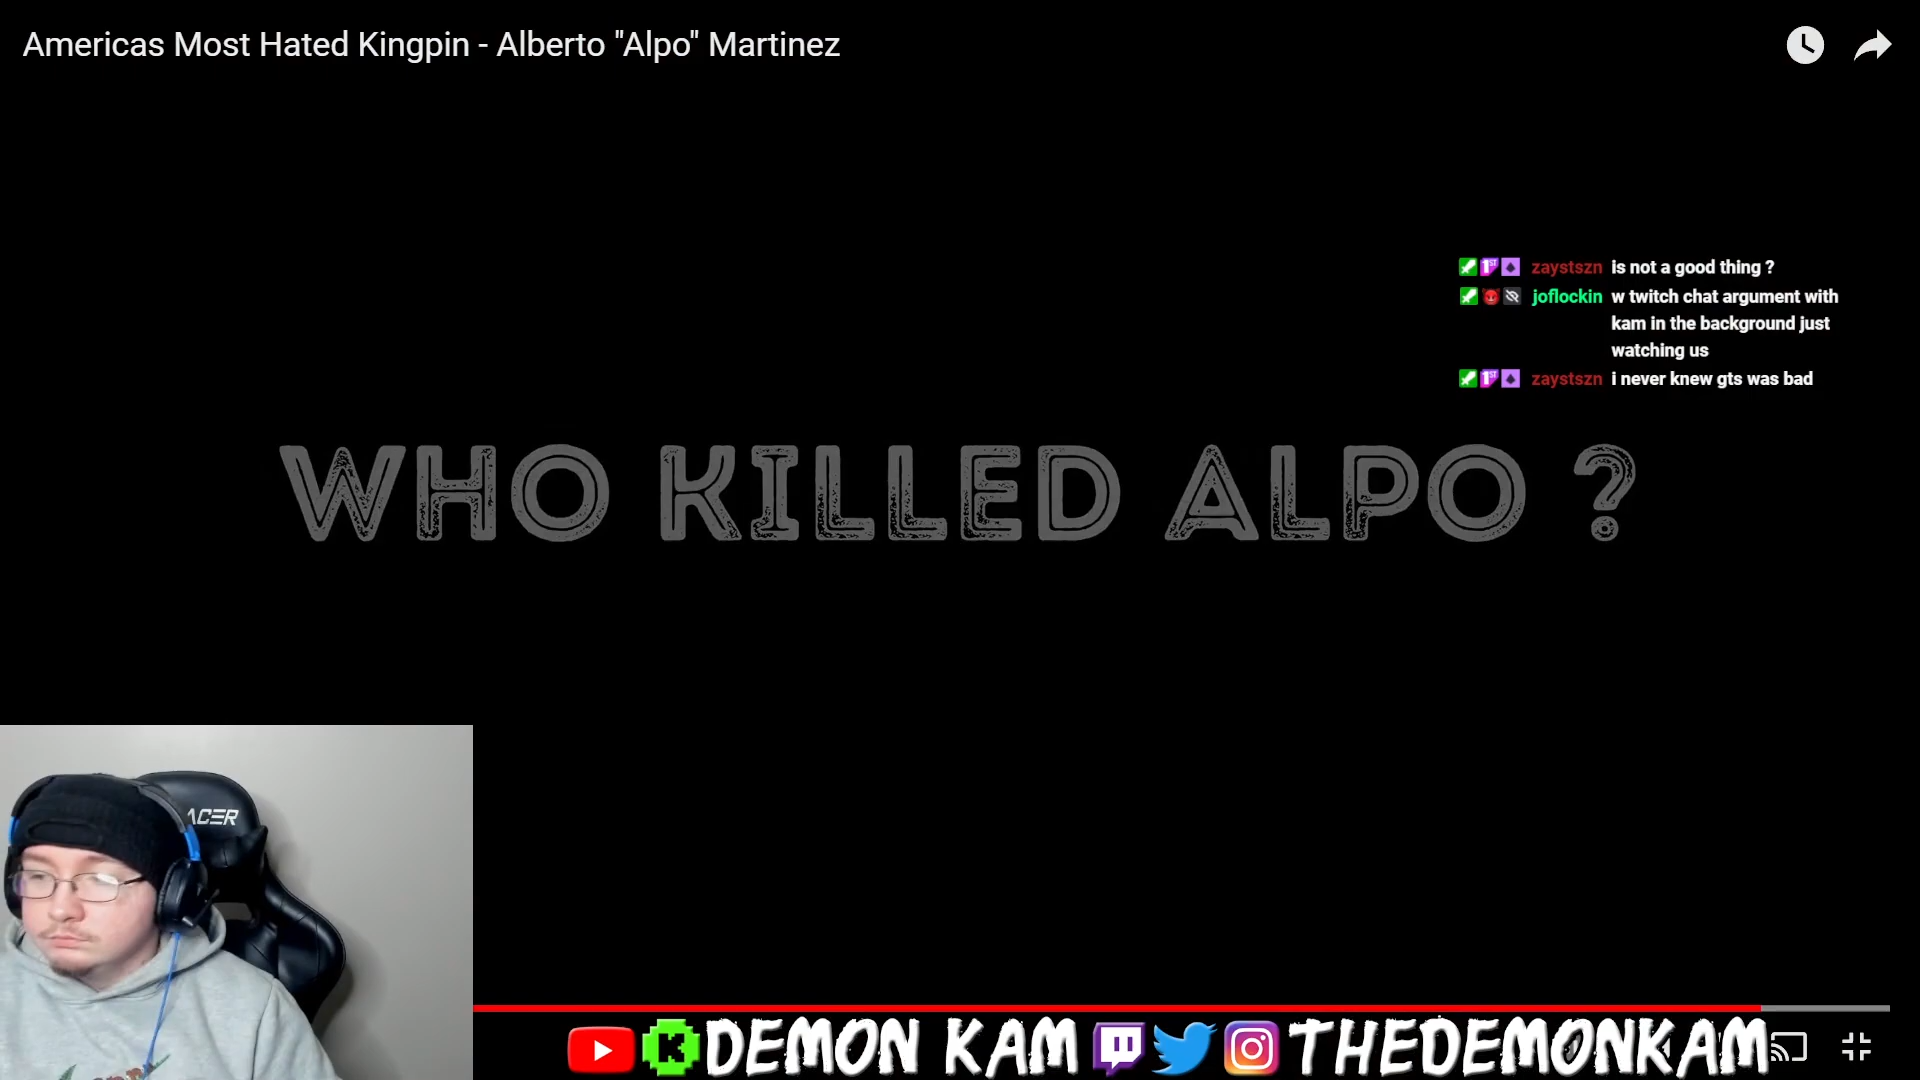 Americas Most Hated Kingpin - Alberto "Alpo" Martinez
zaystszn is not a good thing ?
joflockin w twitch chat argument with
kam in the background just
watching us
zaystszn i never knew gts was bad
WHO KILLED ALPO ?
ACER
DEMON KAM THEDEMONKAM